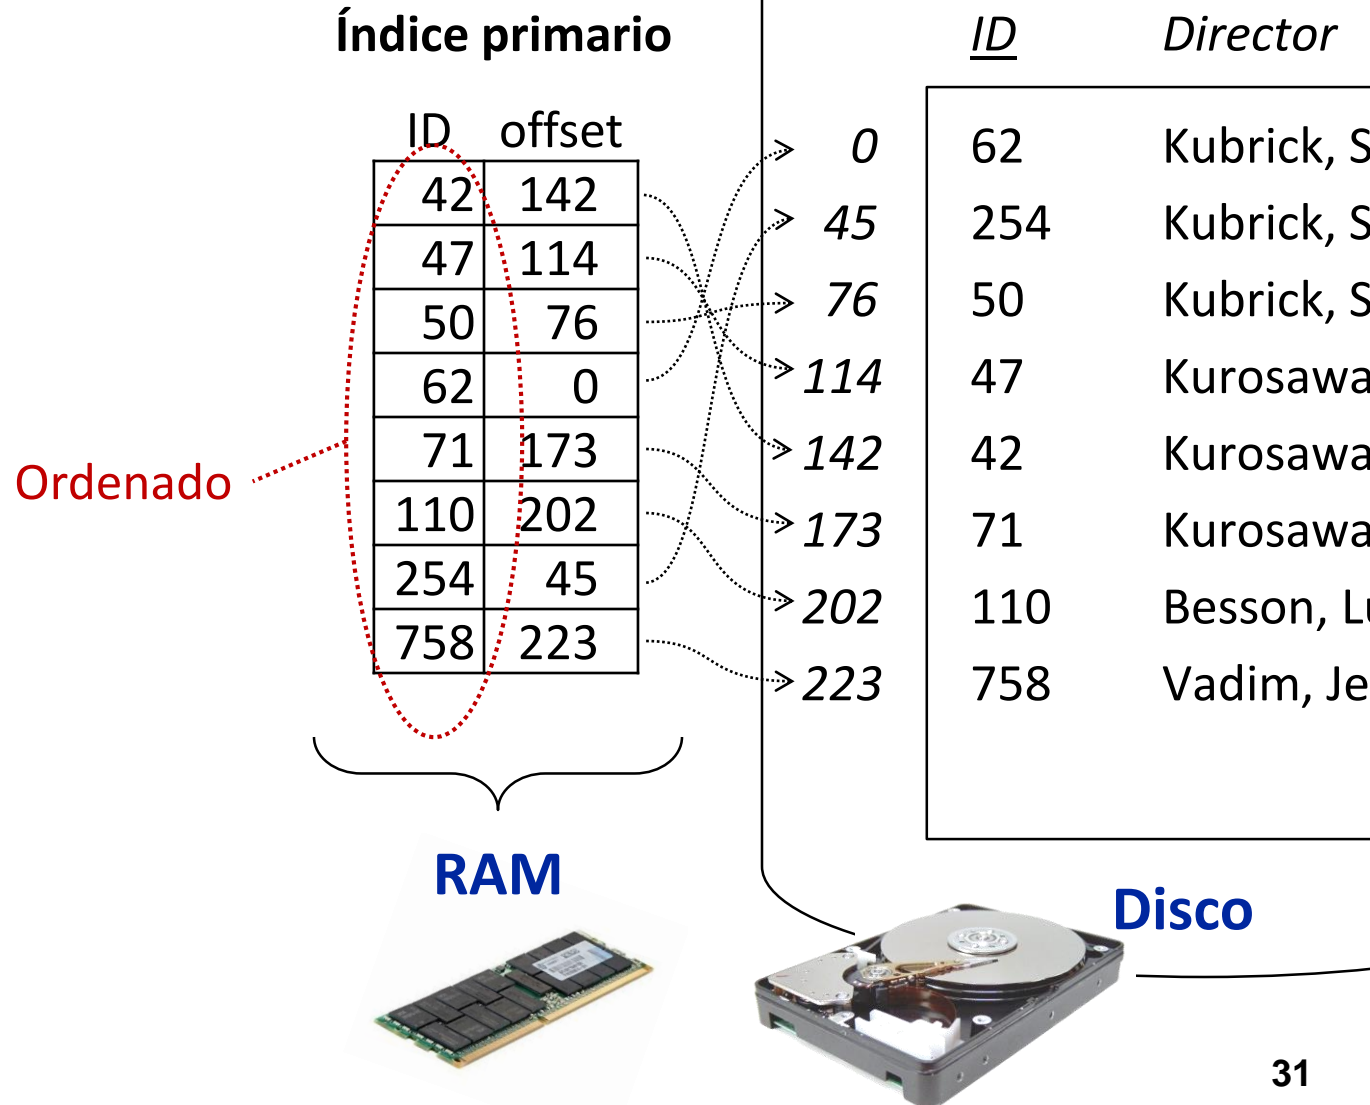 Índice primario
ID Director
ID offset
42 142
47 114
50 76
62 0
71 173
110 202
254 45
758 223
Ordenado
0 62 Kubrick, S
45 254 Kubrick, S
76 50 Kubrick, S
114 47 Kurosawa
142 42 Kurosawa
173 71 Kurosawa
202 110 Besson, Lu
223 758 Vadim, Je
RAM
Disco
31